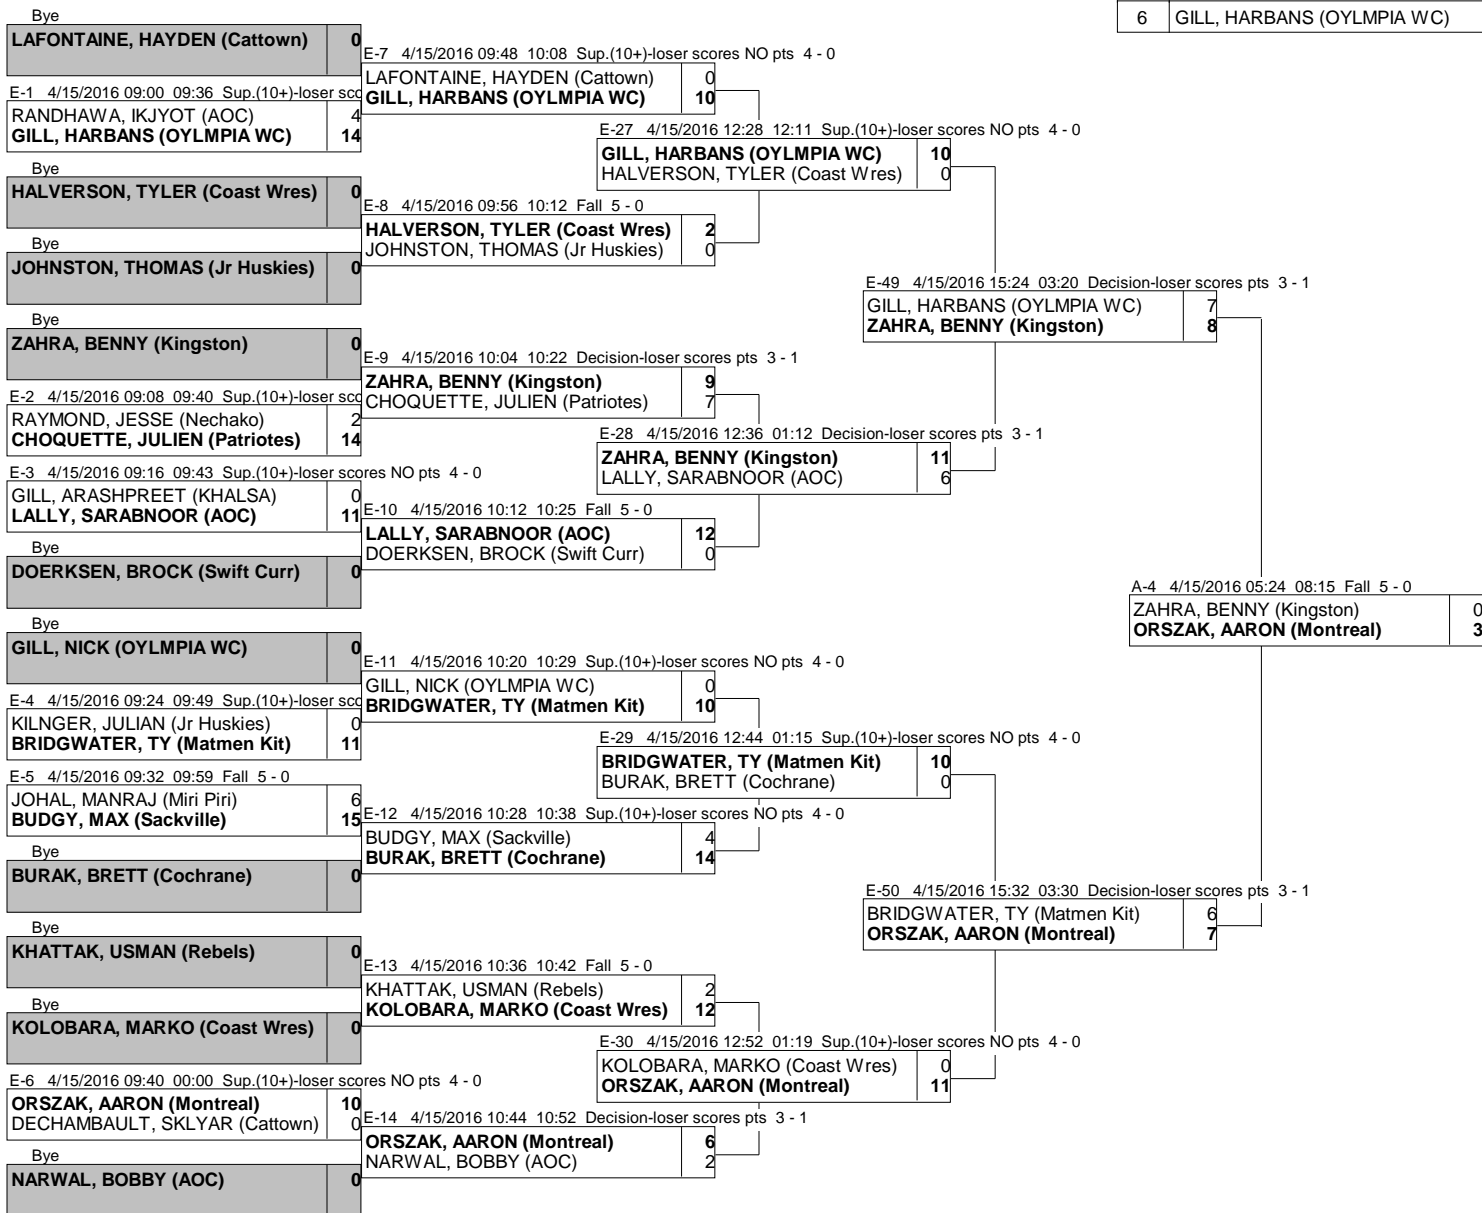 6 GILL, HARBANS (OYLMPIA WC)
Bye
LAFONTAINE, HAYDEN (Cattown) 0
E-1 4/15/2016 09:00 09:36 Sup.(10+)-loser sco
RANDHAWA, IKJYOT (AOC) 4
GILL, HARBANS (OYLMPIA WC) 14
Bye
HALVERSON, TYLER (Coast Wres) 0
Bye
JOHNSTON, THOMAS (Jr Huskies) 0
Bye
ZAHRA, BENNY (Kingston) 0
E-2 4/15/2016 09:08 09:40 Sup.(10+)-loser sco
RAYMOND, JESSE (Nechako) 2
CHOQUETTE, JULIEN (Patriotes) 14
E-3 4/15/2016 09:16 09:43 Sup.(10+)-loser scores NO pts 4 - 0
GILL, ARASHPREET (KHALSA) 0
LALLY, SARABNOOR (AOC) 11
Bye
DOERKSEN, BROCK (Swift Curr) 0
Bye
GILL, NICK (OYLMPIA WC) 0
E-4 4/15/2016 09:24 09:49 Sup.(10+)-loser sco
KILNGER, JULIAN (Jr Huskies) 0
BRIDGWATER, TY (Matmen Kit) 11
E-5 4/15/2016 09:32 09:59 Fall 5 - 0
JOHAL, MANRAJ (Miri Piri) 6
BUDGY, MAX (Sackville) 15
Bye
BURAK, BRETT (Cochrane) 0
Bye
KHATTAK, USMAN (Rebels) 0
Bye
KOLOBARA, MARKO (Coast Wres) 0
E-6 4/15/2016 09:40 00:00 Sup.(10+)-loser scores NO pts 4 - 0
ORSZAK, AARON (Montreal) 10
DECHAMBAULT, SKLYAR (Cattown) 0
Bye
NARWAL, BOBBY (AOC) 0
E-7 4/15/2016 09:48 10:08 Sup.(10+)-loser scores NO pts 4 - 0
LAFONTAINE, HAYDEN (Cattown) 0
GILL, HARBANS (OYLMPIA WC) 10
E-8 4/15/2016 09:56 10:12 Fall 5 - 0
HALVERSON, TYLER (Coast Wres) 2
JOHNSTON, THOMAS (Jr Huskies) 0
E-9 4/15/2016 10:04 10:22 Decision-loser scores pts 3 - 1
ZAHRA, BENNY (Kingston) 9
CHOQUETTE, JULIEN (Patriotes) 7
E-10 4/15/2016 10:12 10:25 Fall 5 - 0
LALLY, SARABNOOR (AOC) 12
DOERKSEN, BROCK (Swift Curr) 0
E-11 4/15/2016 10:20 10:29 Sup.(10+)-loser scores NO pts 4 - 0
GILL, NICK (OYLMPIA WC) 0
BRIDGWATER, TY (Matmen Kit) 10
E-12 4/15/2016 10:28 10:38 Sup.(10+)-loser scores NO pts 4 - 0
BUDGY, MAX (Sackville) 4
BURAK, BRETT (Cochrane) 14
E-13 4/15/2016 10:36 10:42 Fall 5 - 0
KHATTAK, USMAN (Rebels) 2
KOLOBARA, MARKO (Coast Wres) 12
E-14 4/15/2016 10:44 10:52 Decision-loser scores pts 3 - 1
ORSZAK, AARON (Montreal) 6
NARWAL, BOBBY (AOC) 2
E-27 4/15/2016 12:28 12:11 Sup.(10+)-loser scores NO pts 4 - 0
GILL, HARBANS (OYLMPIA WC) 10
HALVERSON, TYLER (Coast Wres) 0
E-28 4/15/2016 12:36 01:12 Decision-loser scores pts 3 - 1
ZAHRA, BENNY (Kingston) 11
LALLY, SARABNOOR (AOC) 6
E-29 4/15/2016 12:44 01:15 Sup.(10+)-loser scores NO pts 4 - 0
BRIDGWATER, TY (Matmen Kit) 10
BURAK, BRETT (Cochrane) 0
E-30 4/15/2016 12:52 01:19 Sup.(10+)-loser scores NO pts 4 - 0
KOLOBARA, MARKO (Coast Wres) 0
ORSZAK, AARON (Montreal) 11
E-49 4/15/2016 15:24 03:20 Decision-loser scores pts 3 - 1
GILL, HARBANS (OYLMPIA WC) 7
ZAHRA, BENNY (Kingston) 8
E-50 4/15/2016 15:32 03:30 Decision-loser scores pts 3 - 1
BRIDGWATER, TY (Matmen Kit) 6
ORSZAK, AARON (Montreal) 7
A-4 4/15/2016 05:24 08:15 Fall 5 - 0
ZAHRA, BENNY (Kingston) 0
ORSZAK, AARON (Montreal) 3